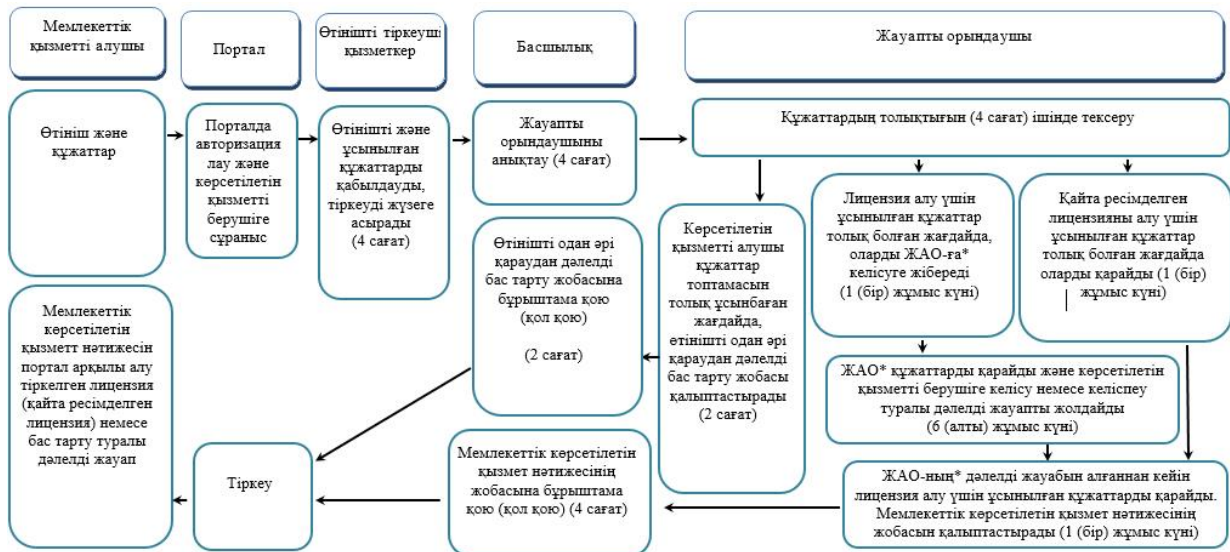 Мемлекеттік
қызметті алушы
Портал
Өтінішті тіркеуші
қызметкер
Басшылық
Жауапты орындаушы
Өтініш және
құжаттар
Порталда
авторизация
лау және
көрсетілетін
қызметті
берушіге
сұраныс
Өтінішті және
ұсынылған
құжаттарды
қабылдауды,
тіркеуді жүзеге
асырады
(4 сағат)
Жауапты
орындаушыны
анықтау (4 сағат)
Құжаттардың толықтығын (4 сағат) ішінде тексеру
Көрсетілетін
қызметті алушы
құжаттар
топтамасын
толық ұсынбаған
жағдайда,
өтінішті одан әрі
қараудан дәлелді
бас тарту жобасы
қалыптастырады
(2 сағат)
Лицензия алу үшін
ұсынылған құжаттар
толық болған жағдайда,
оларды ЖАО-ға*
келісуге жібереді
(1 (бір) жұмыс күні)
Қайта ресімделген
лицензияны алу үшін
ұсынылған құжаттар
толық болған жағдайда
оларды қарайды (1 (бір)
жұмыс күні)
Өтінішті одан әрі
қараудан дәлелді
бас тарту жобасына
бұрыштама қою
(қол қою)
(2 сағат)
ЖАО* құжаттарды қарайды және көрсетілетін
қызметті берушіге келісу немесе келіспеу
туралы дәлелді жауапты жолдайды
(6 (алты) жұмыс күні)
ЖАО-ның* дәлелді жауабын алғаннан кейін
лицензия алу үшін ұсынылған құжаттарды қарайды.
Мемлекеттік көрсетілетін қызмет нәтижесінің
жобасын қалыптастырады (1 (бір) жұмыс күні)
Мемлекеттік көрсетілетін
қызмет нәтижесінің
жобасына бұрыштама
қою (қол қою) (4 сағат)
Тіркеу
Мемлекеттік
көрсетілетін
қызметт нәтижесін
портал арқылы алу
тіркелген лицензия
(қайта ресімделген
лицензия) немесе
бас тарту туралы
дәлелді жауап